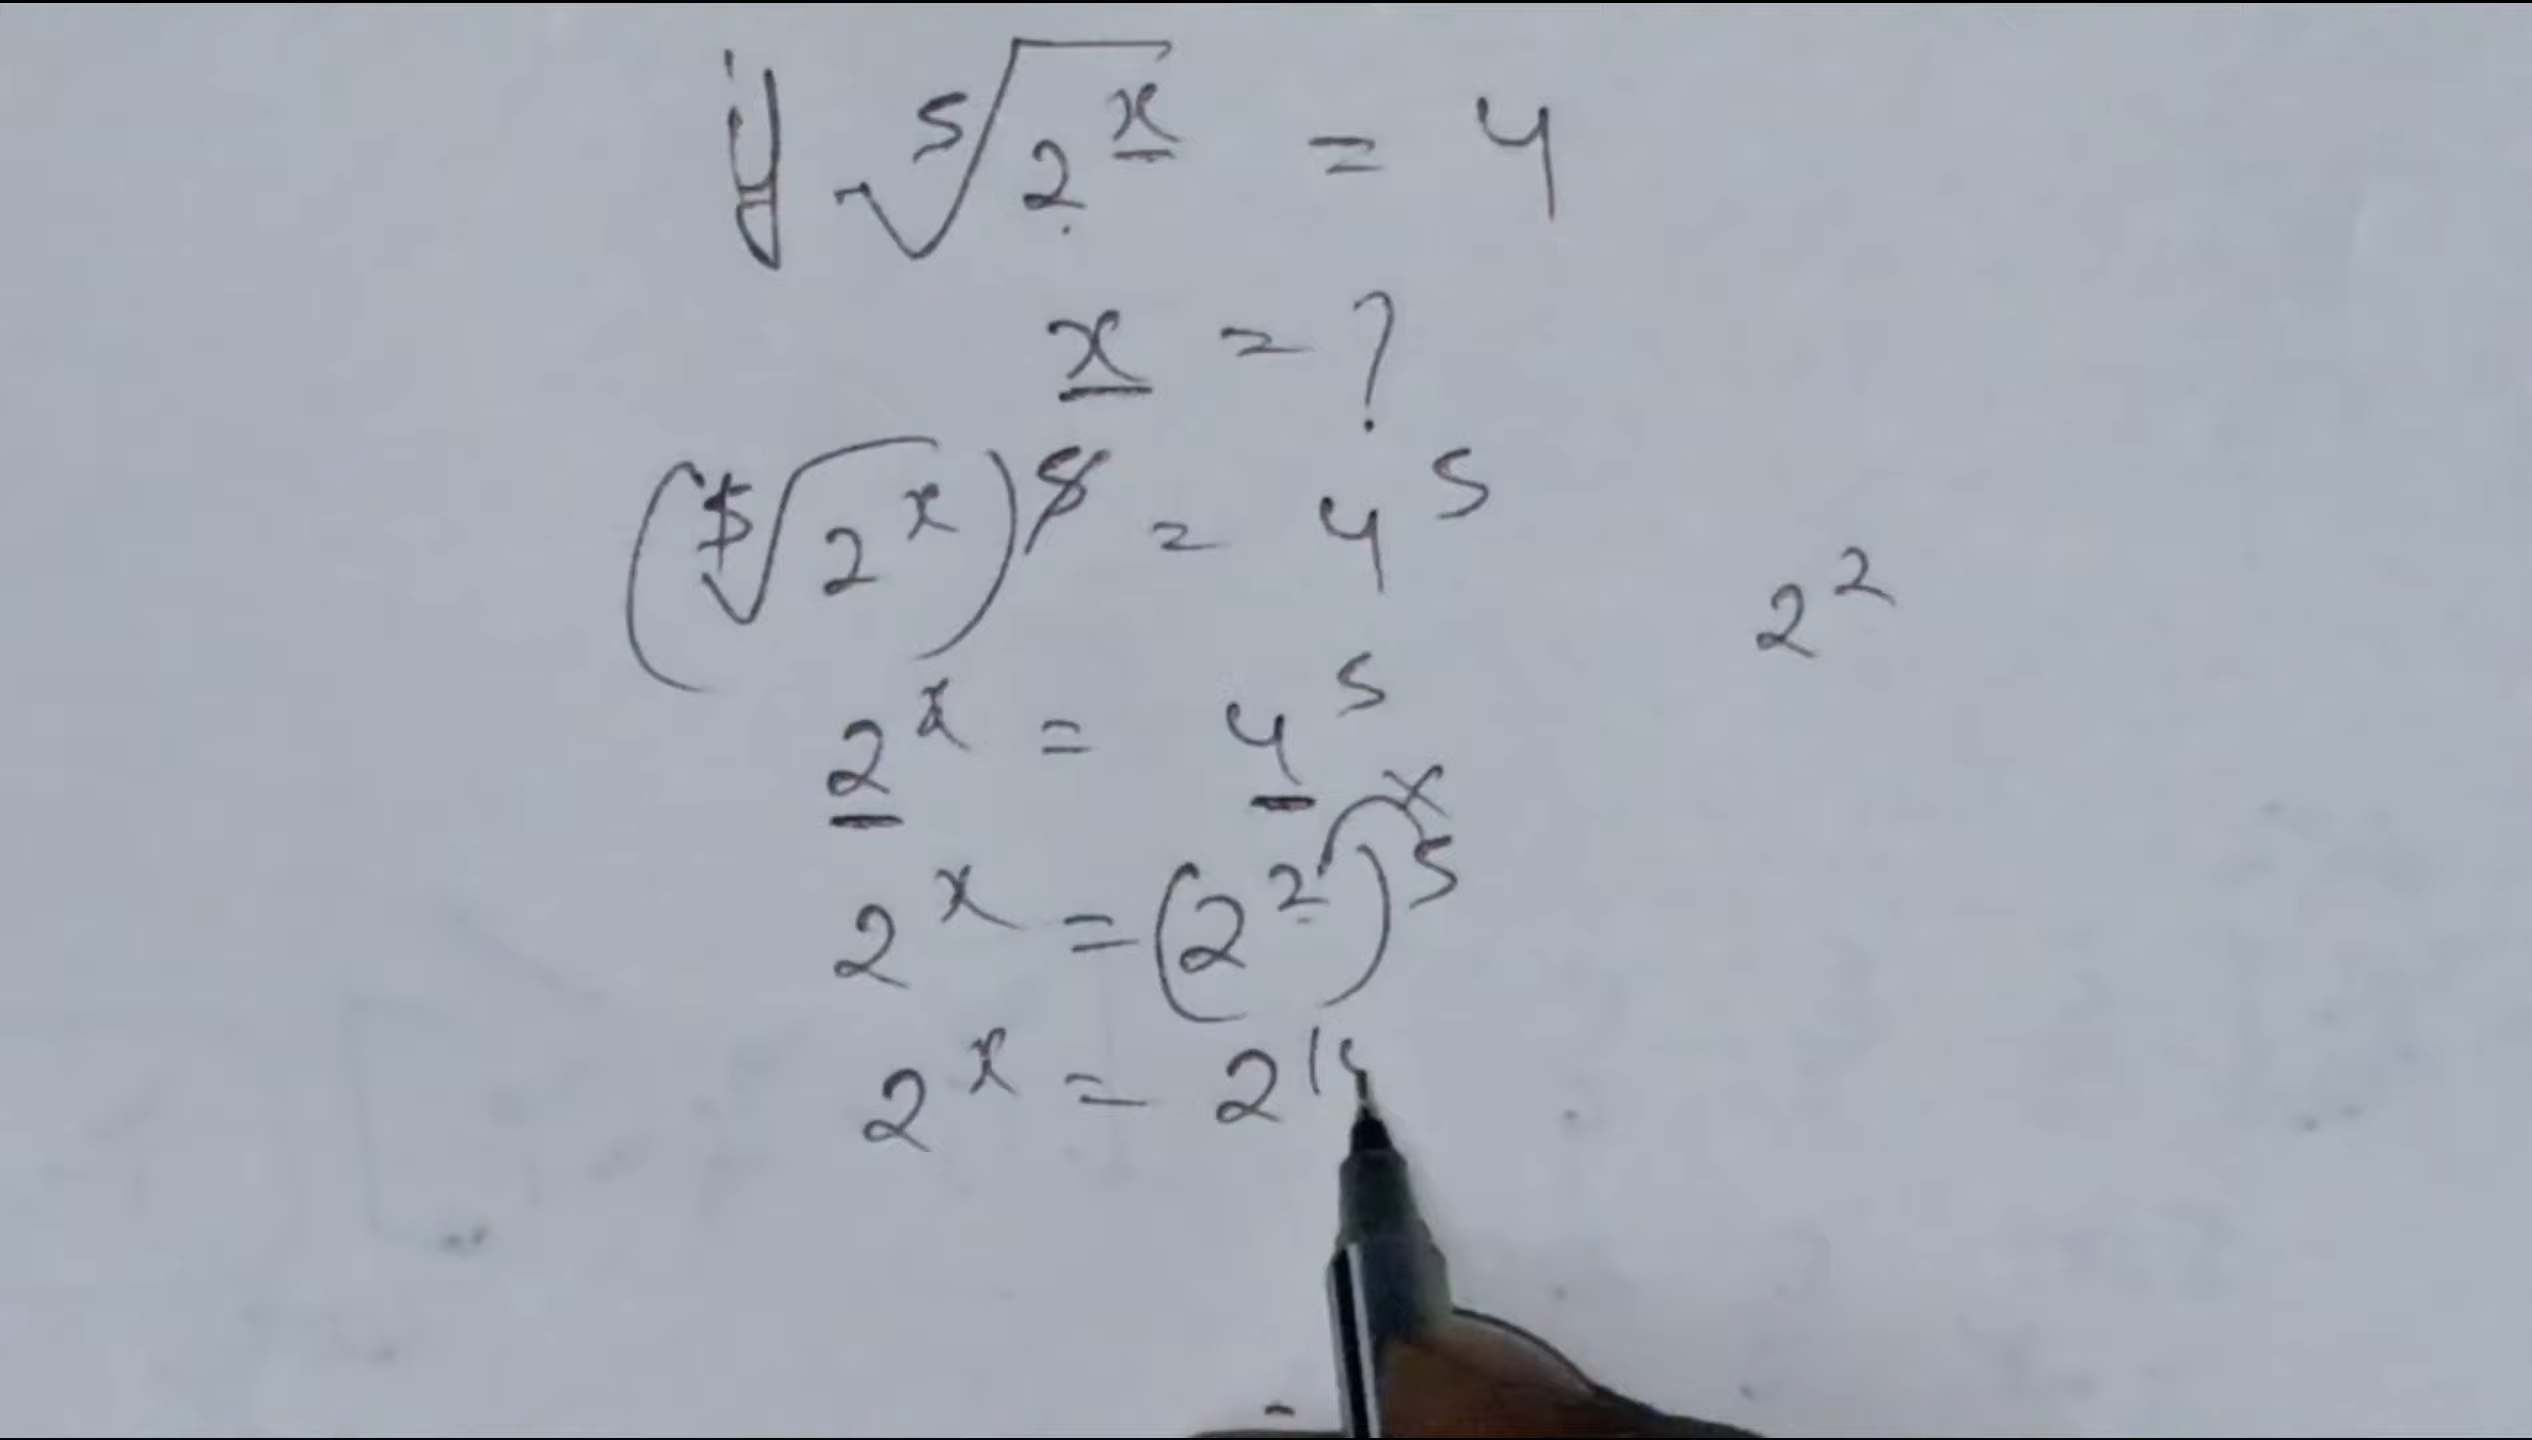 if ⁵√2ˣ = 4
x = ?
(⁵√2ˣ)⁵ = 4⁵
2²
2ˣ = 4⁵
×
2ˣ = (2²)⁵
2ˣ = 2¹